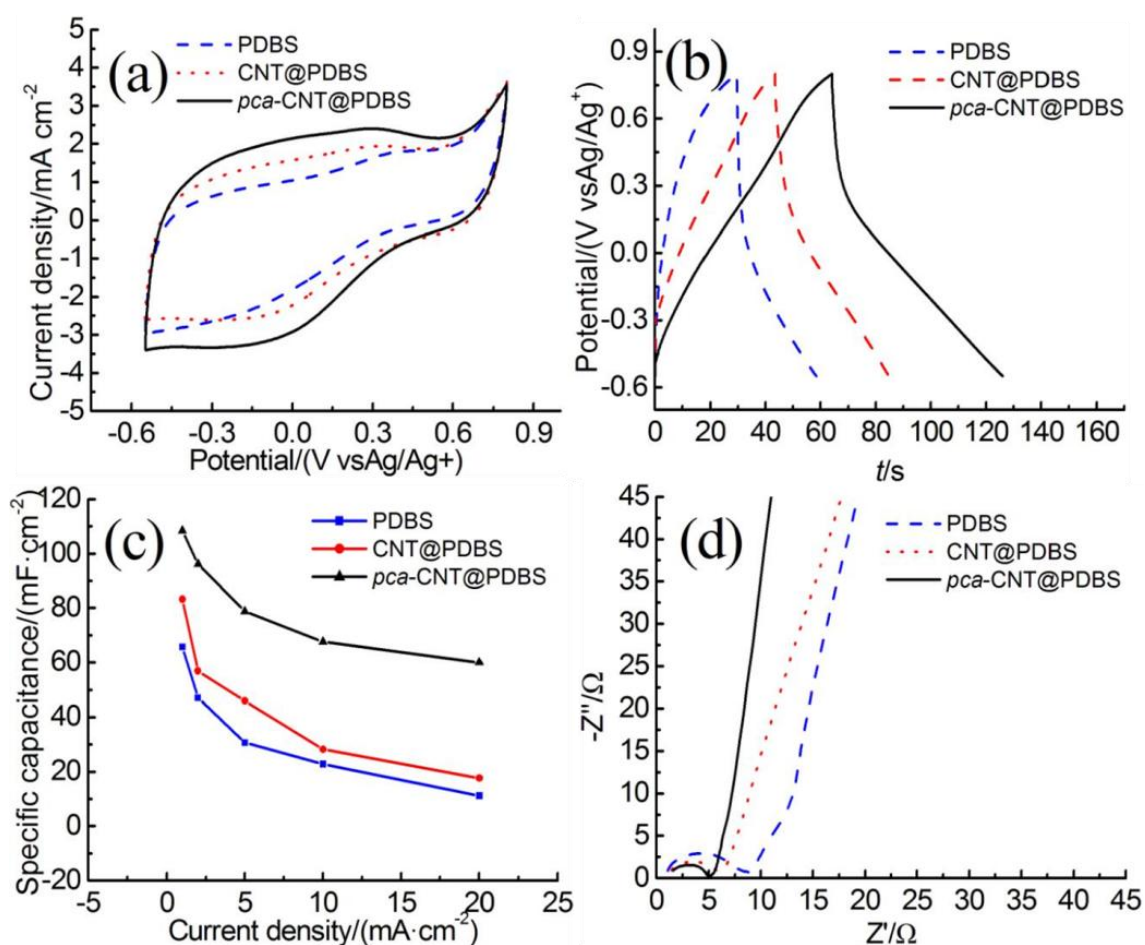 (a)
PDBS
CNT@PDBS
pca-CNT@PDBS
Current density/mA cm-2
5
4
3
2
1
0
-1
-2
-3
-4
-5
-0.6 -0.3 0.0 0.3 0.6 0.9
Potential/(V vsAg/Ag+)
(b)
PDBS
CNT@PDBS
pca-CNT@PDBS
Potential/(V vsAg/Ag+)
0.9
0.6
0.3
0.0
-0.3
-0.6
0 20 40 60 80 100 120 140 160
t/s
(c)
PDBS
CNT@PDBS
pca-CNT@PDBS
Specific capacitance/(mF·cm-2)
120
100
80
60
40
20
0
-20
-5 0 5 10 15 20 25
Current density/(mA·cm-2)
(d)
PDBS
CNT@PDBS
pca-CNT@PDBS
-Z''/Ω
45
40
35
30
25
20
15
10
5
0
0 5 10 15 20 25 30 35 40 45
Z'/Ω